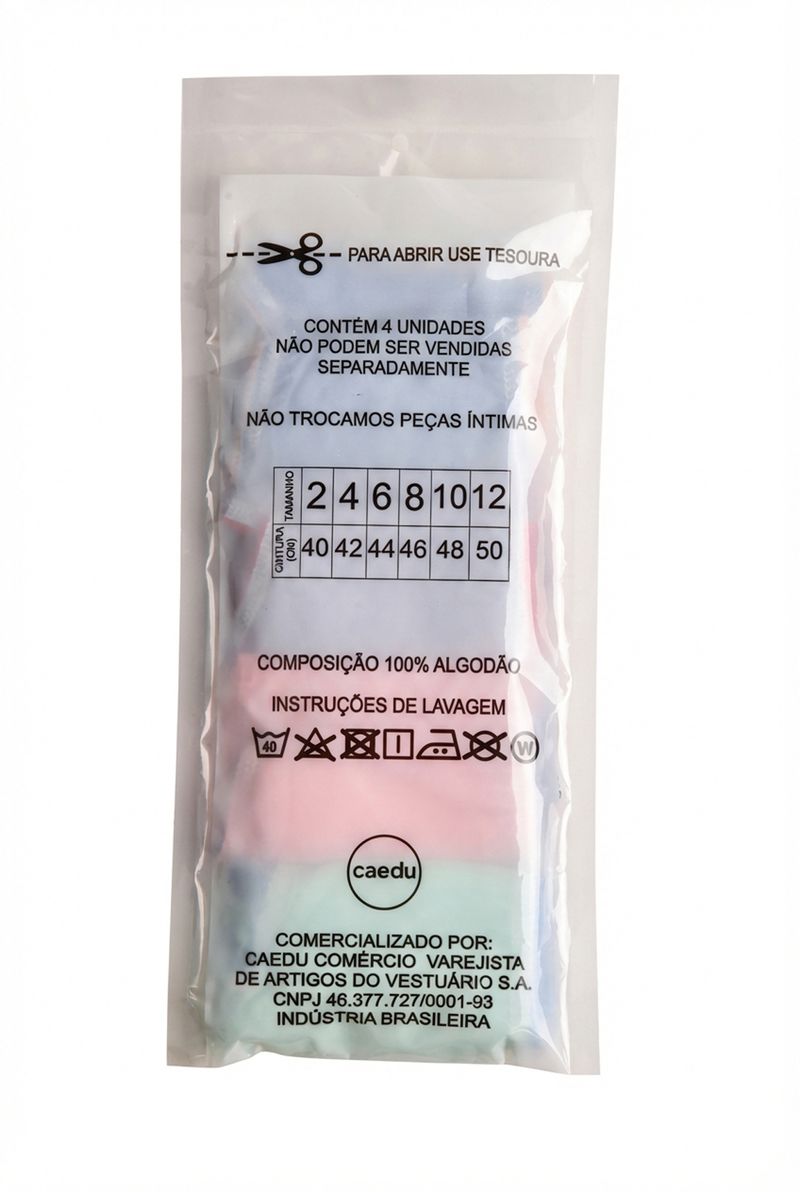 PARA ABRIR USE TESOURA
CONTÉM 4 UNIDADES
NÃO PODEM SER VENDIDAS
SEPARADAMENTE
NÃO TROCAMOS PEÇAS ÍNTIMAS
TAMANHO 2 4 6 8 10 12
CINTURA (CM) 40 42 44 46 48 50
COMPOSIÇÃO 100% ALGODÃO
INSTRUÇÕES DE LAVAGEM
40 W
caedu
COMERCIALIZADO POR:
CAEDU COMÉRCIO VAREJISTA
DE ARTIGOS DO VESTUÁRIO S.A.
CNPJ 46.377.727/0001-93
INDÚSTRIA BRASILEIRA